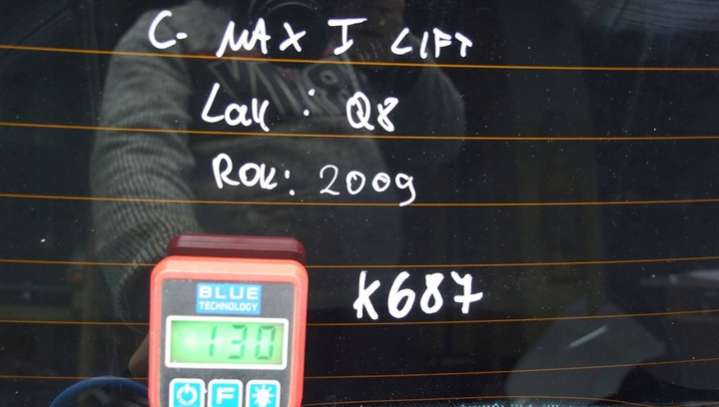 C-MAX I LIFT
Lak: Q8
Rok: 2009
K687
BLUE
TECHNOLOGY
130
F